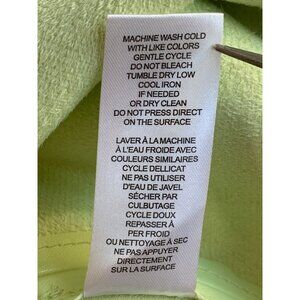 MACHINE WASH COLD
WITH LIKE COLORS
GENTLE CYCLE
DO NOT BLEACH
TUMBLE DRY LOW
COOL IRON
IF NEEDED
OR DRY CLEAN
DO NOT PRESS DIRECT
ON THE SURFACE
LAVER À LA MACHINE
À L'EAU FROIDE AVEC
COULEURS SIMILAIRES
CYCLE DELLICAT
NE PAS UTILISER
D'EAU DE JAVEL
SÉCHER PAR
CULBUTAGE
CYCLE DOUX
REPASSER À
PER FROID
OU NETTOYAGE À SEC
NE PAS APPUYER
DIRECTEMENT
SUR LA SURFACE